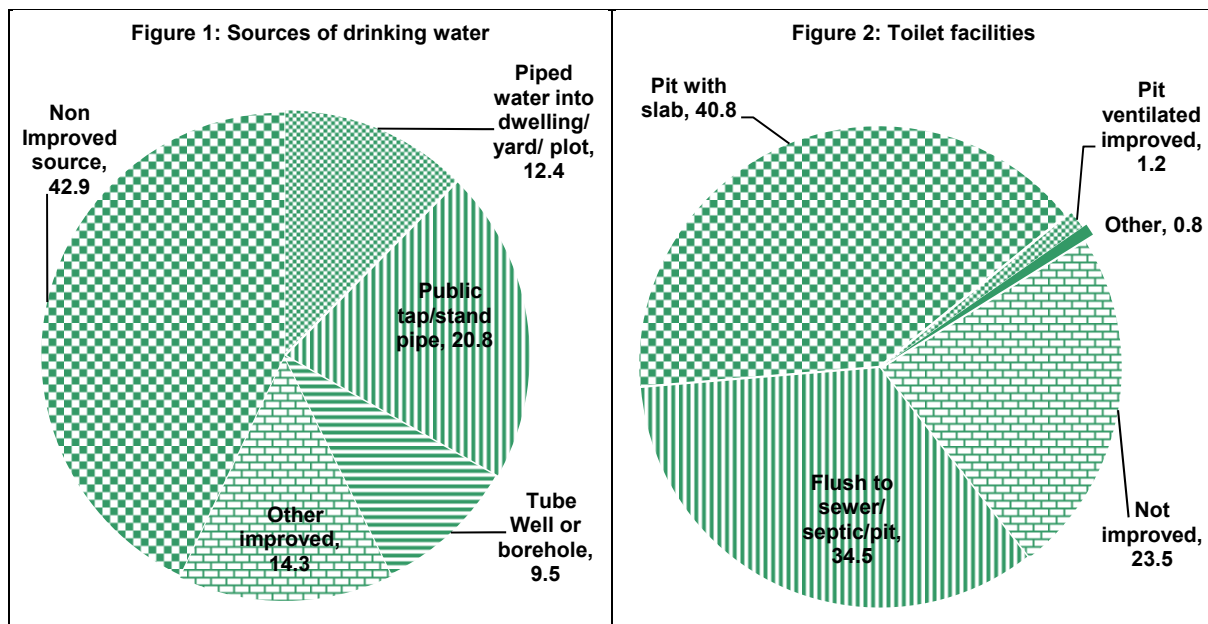 Figure 1: Sources of drinking water
Piped
water into
dwelling/
yard/ plot,
12.4
Public
tap/stand
pipe, 20.8
Tube
Well or
borehole,
9.5
Other
improved,
14.3
Non
Improved
source,
42.9
Figure 2: Toilet facilities
Pit with
slab, 40.8
Pit
ventilated
improved,
1.2
Other, 0.8
Not
improved,
23.5
Flush to
sewer/
septic/pit,
34.5